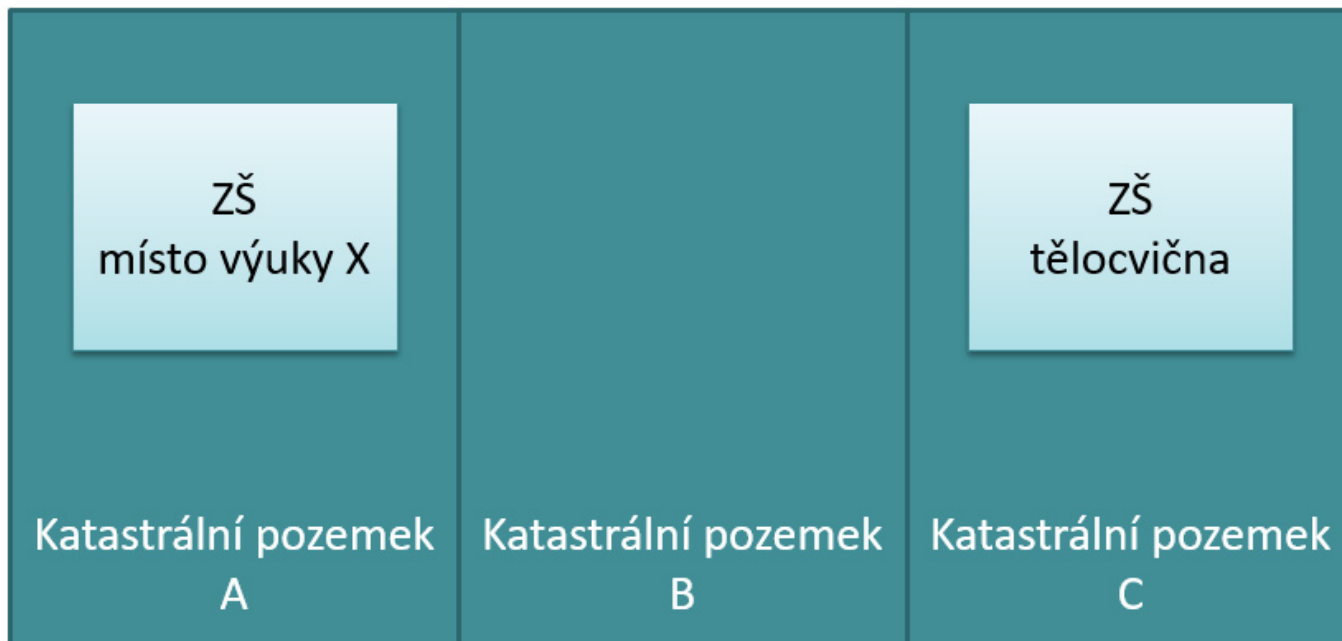 ZŠ
místo výuky X
ZŠ
tělocvična
Katastrální pozemek
A
Katastrální pozemek
B
Katastrální pozemek
C